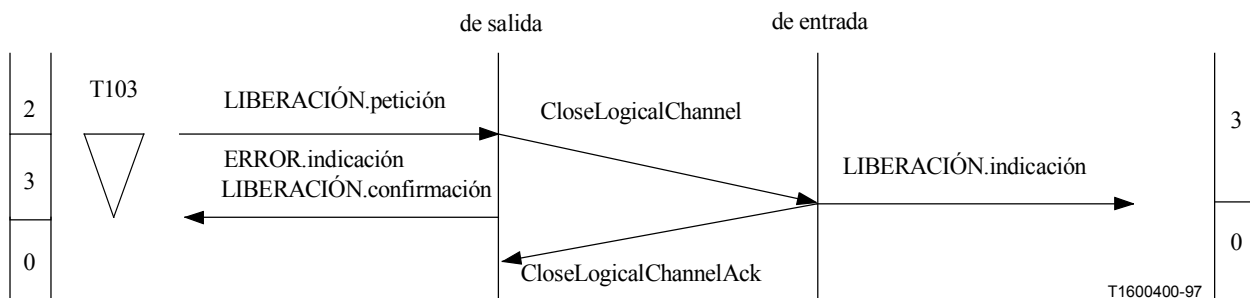 de salida
de entrada
T103
LIBERACIÓN.petición
CloseLogicalChannel
2
3
ERROR.indicación
LIBERACIÓN.indicación
3
LIBERACIÓN.confirmación
0
0
CloseLogicalChannelAck
T1600400-97